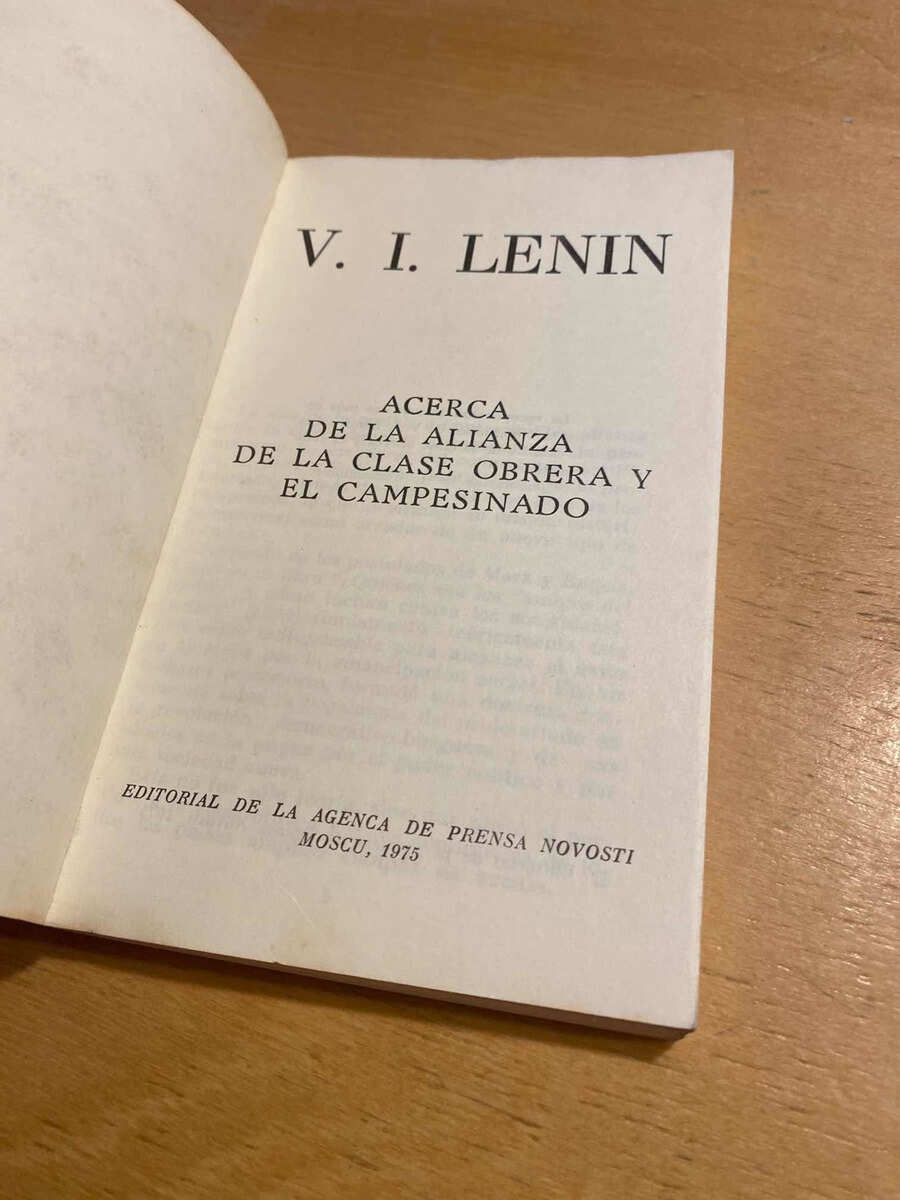 V. I. LENIN
ACERCA
DE LA ALIANZA
DE LA CLASE OBRERA Y
EL CAMPESINADO
EDITORIAL DE LA AGENCA DE PRENSA NOVOSTI
MOSCU, 1975